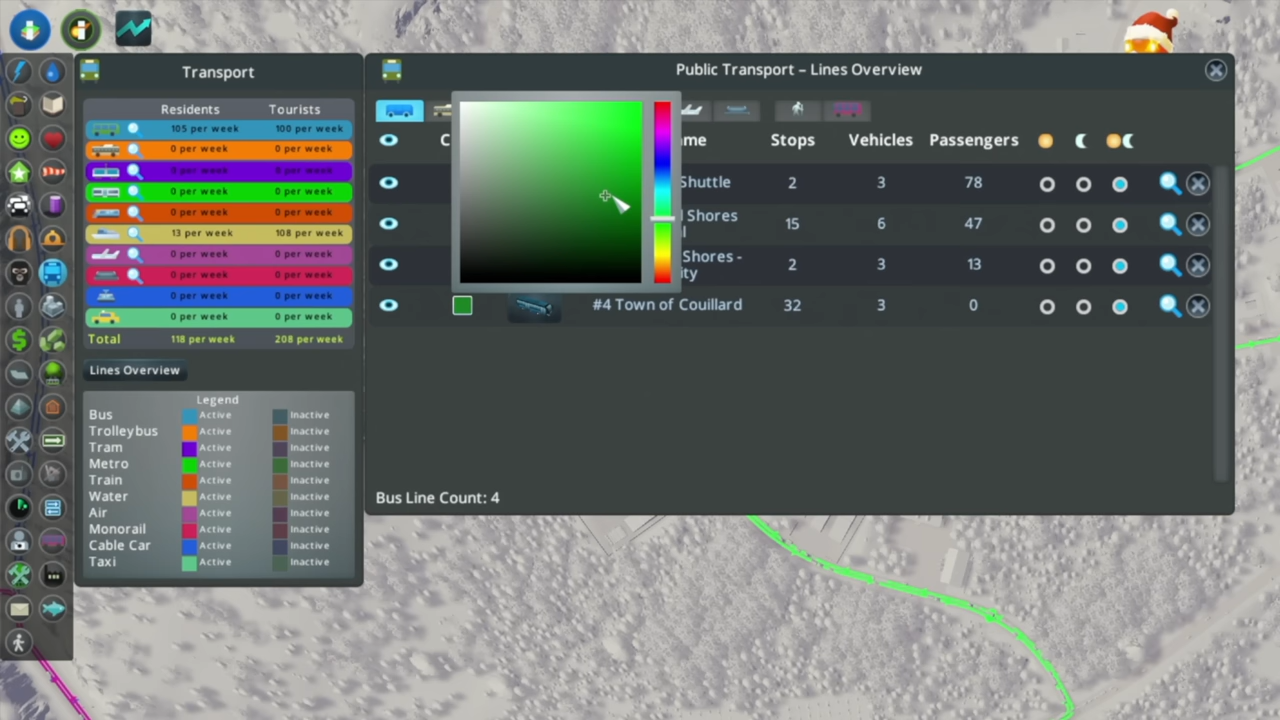 Transport
Residents Tourists
105 per week 100 per week
0 per week 0 per week
0 per week 0 per week
0 per week 0 per week
0 per week 0 per week
13 per week 108 per week
0 per week 0 per week
0 per week 0 per week
0 per week 0 per week
0 per week 0 per week
Total 118 per week 208 per week
Lines Overview
Legend
Bus Active Inactive
Trolleybus Active Inactive
Tram Active Inactive
Metro Active Inactive
Train Active Inactive
Water Active Inactive
Air Active Inactive
Monorail Active Inactive
Cable Car Active Inactive
Taxi Active Inactive
Public Transport – Lines Overview
C me Stops Vehicles Passengers
Shuttle 2 3 78
l Shores
l 15 6 47
Shores -
ity 2 3 13
#4 Town of Couillard 32 3 0
Bus Line Count: 4